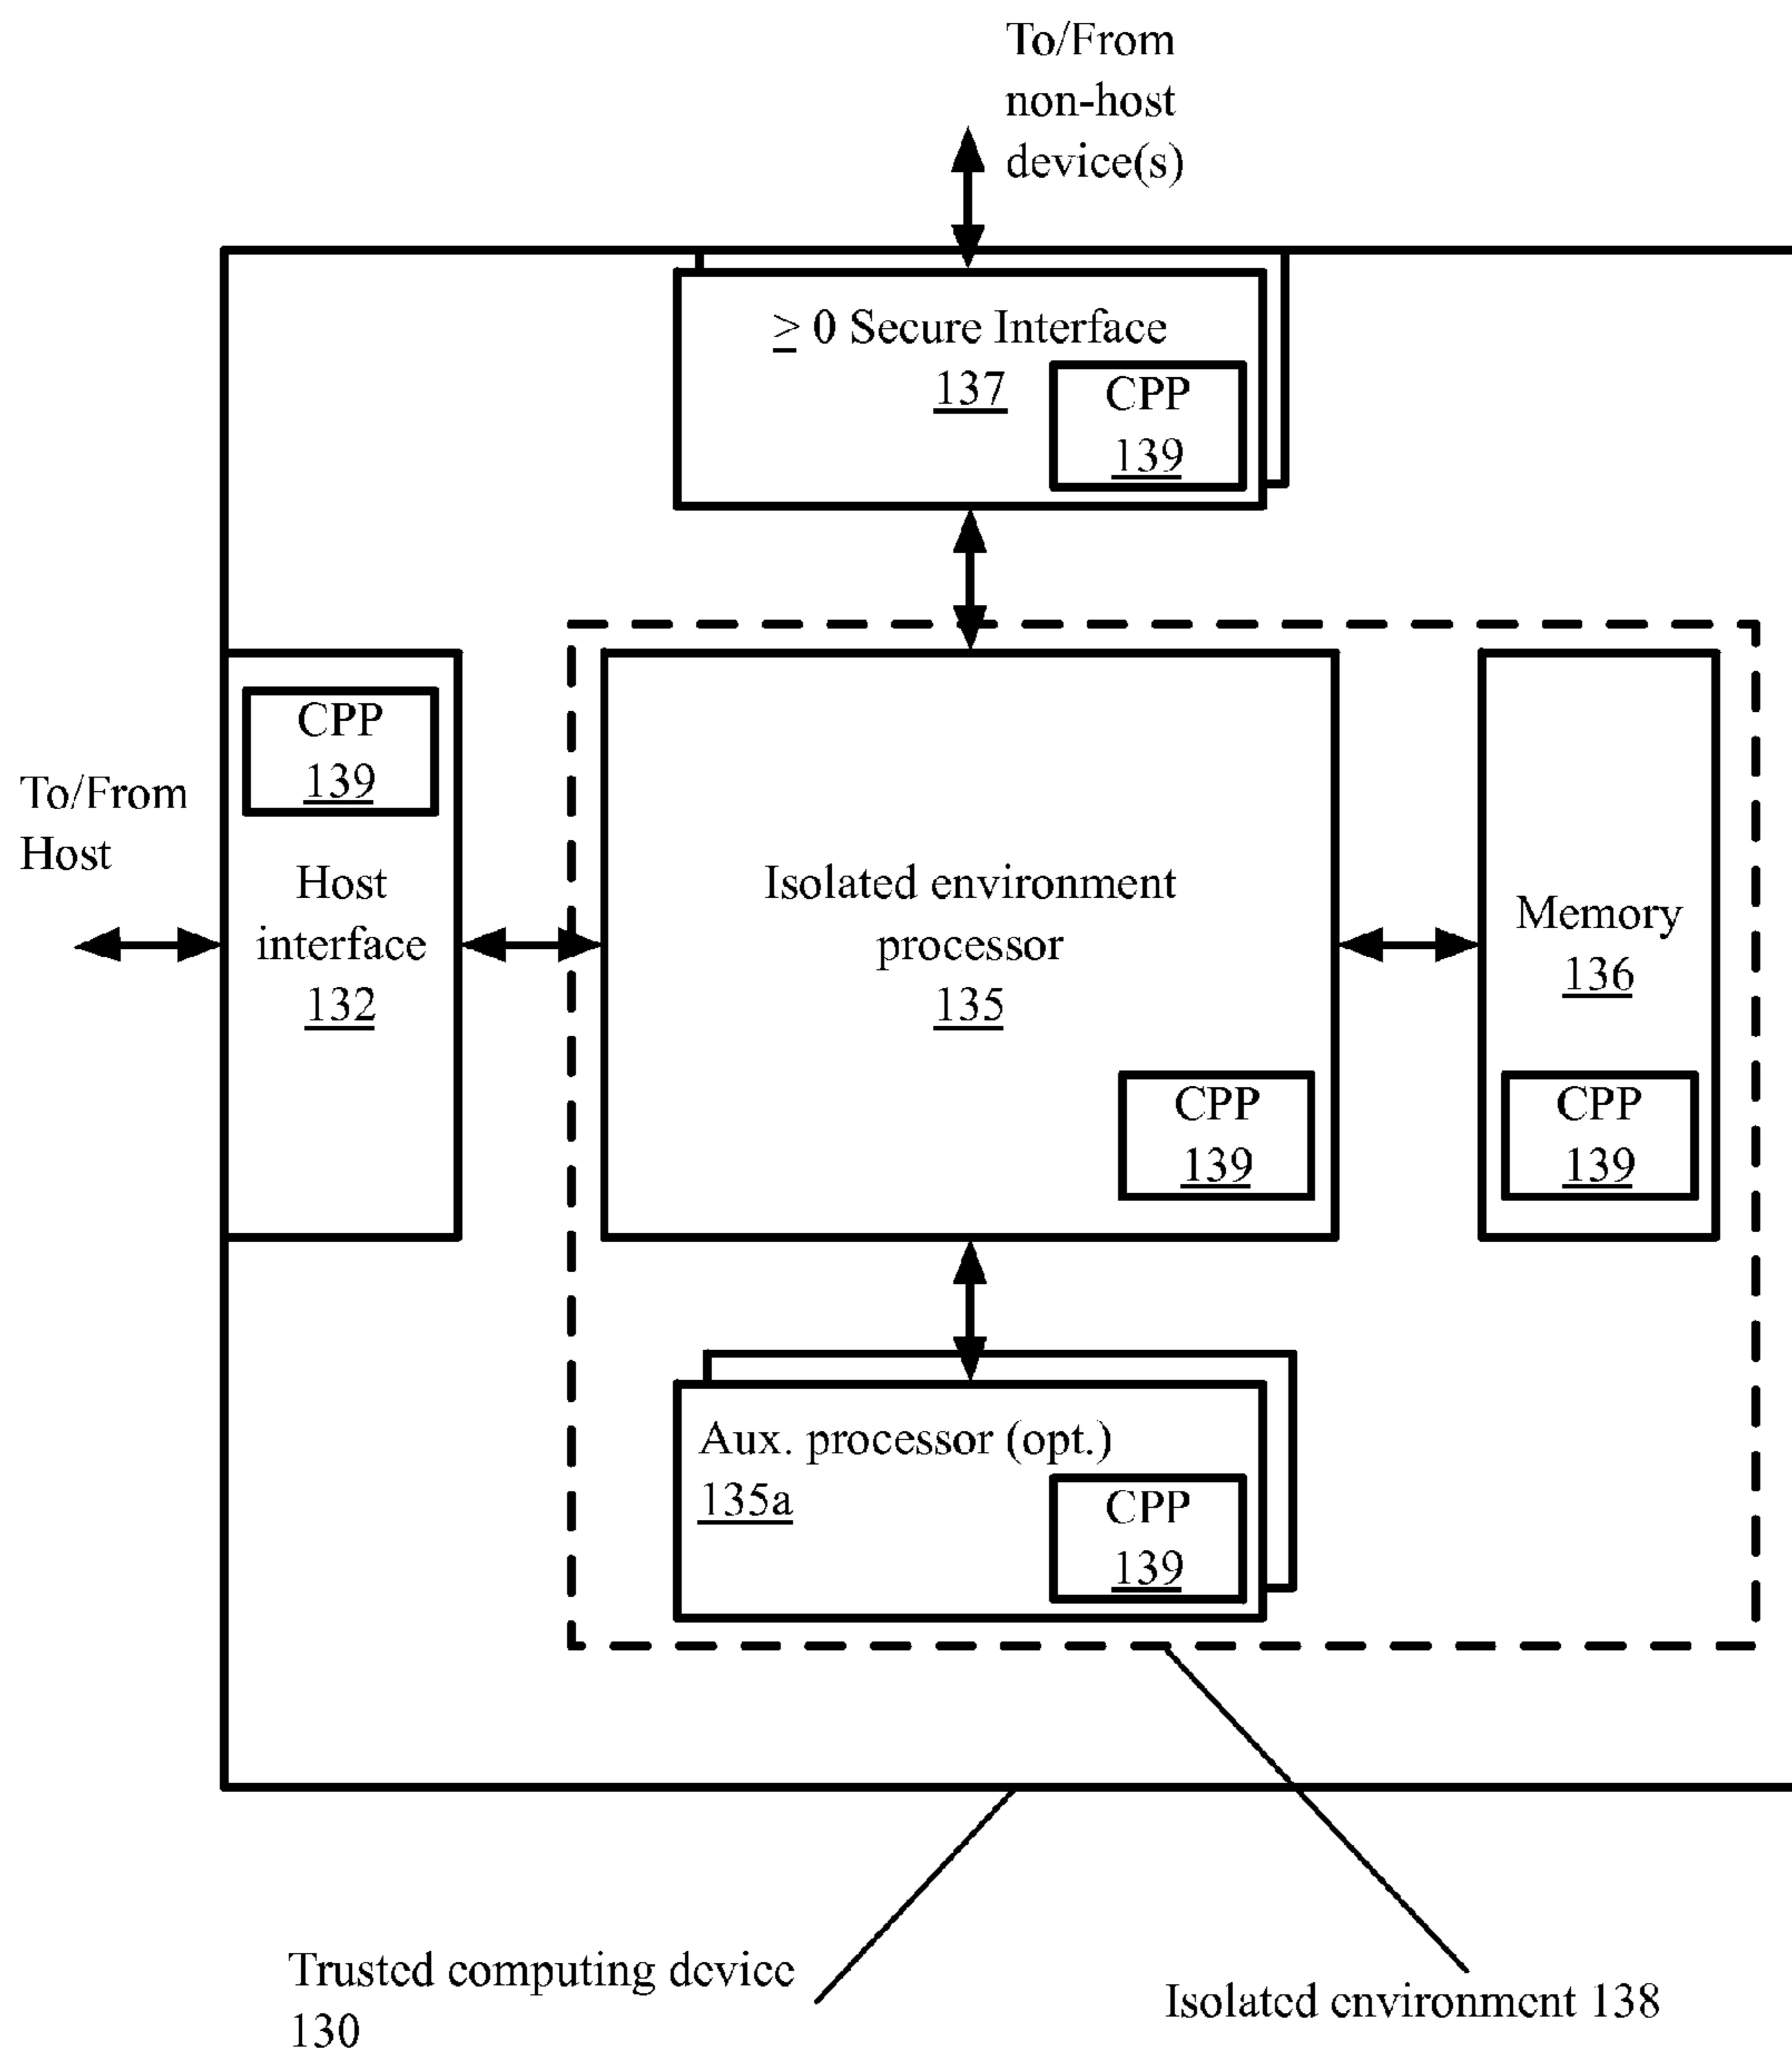 To/From
non-host
device(s)
≥ 0 Secure Interface
137
CPP
139
CPP
139
To/From
Host
Host
interface
132
Isolated environment
processor
135
CPP
139
Memory
136
CPP
139
Aux. processor (opt.)
135a
CPP
139
Trusted computing device
130
Isolated environment 138